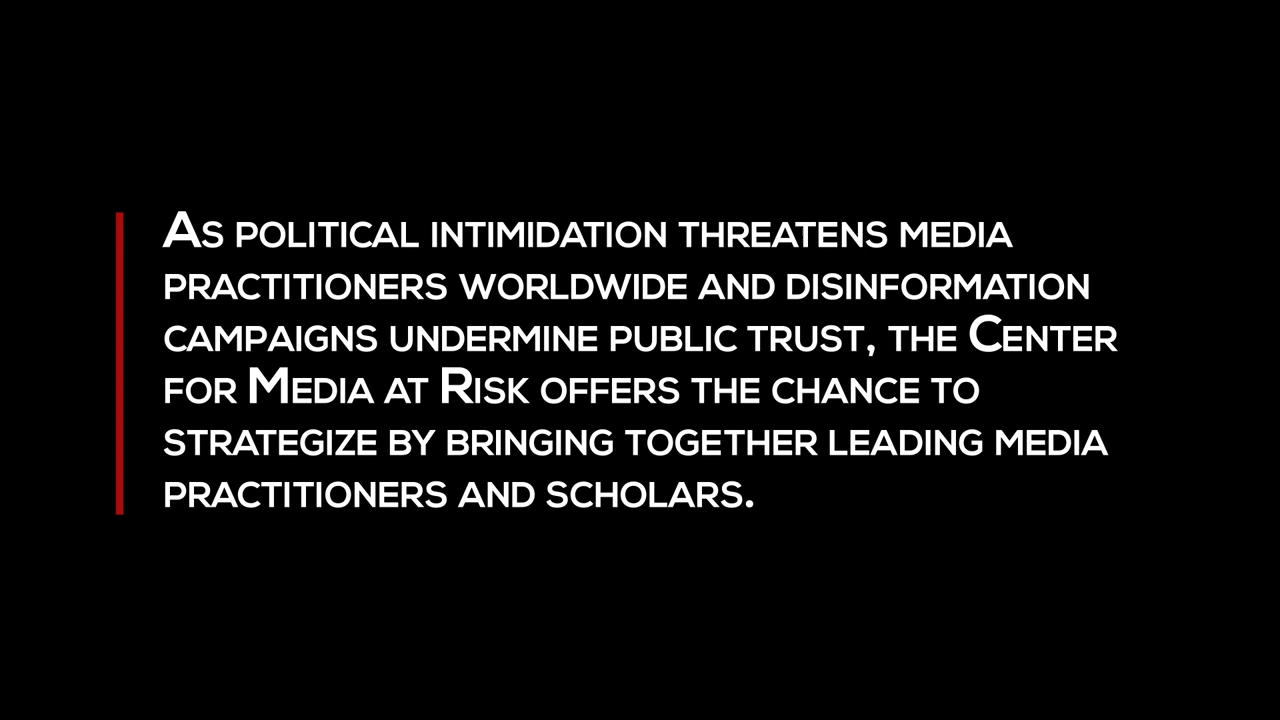 As political intimidation threatens media
practitioners worldwide and disinformation
campaigns undermine public trust, the Center
for Media at Risk offers the chance to
strategize by bringing together leading media
practitioners and scholars.